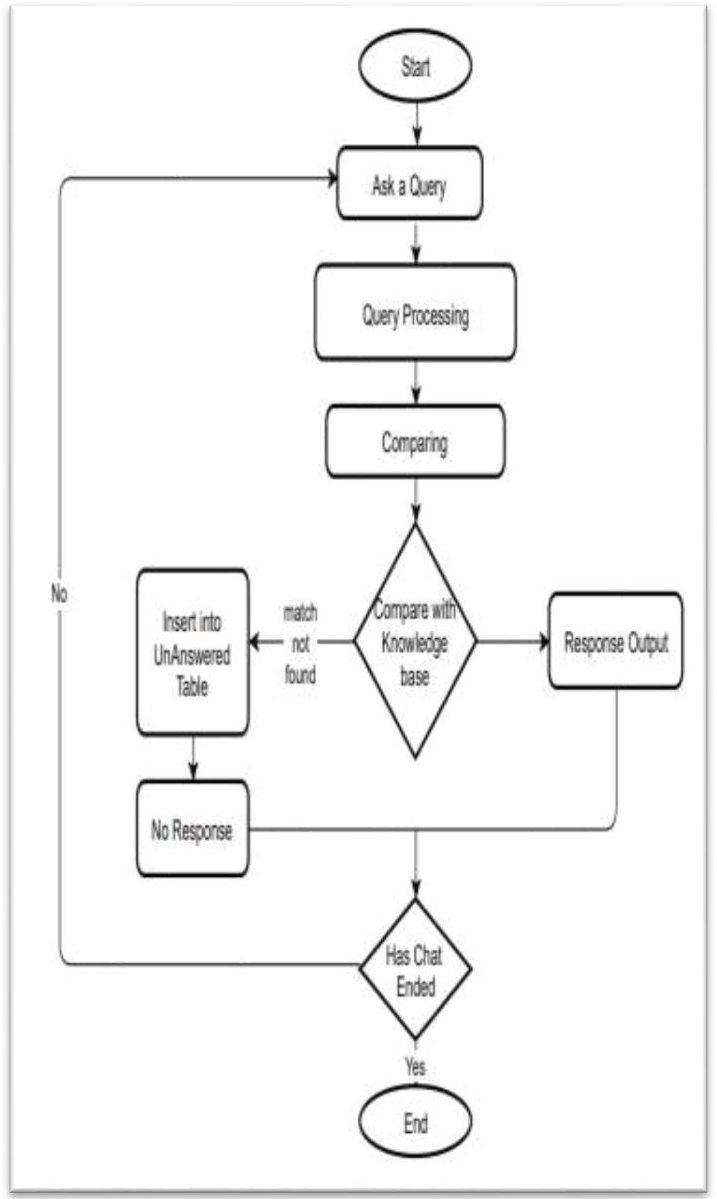 Start
Ask a Query
Query Processing
Comparing
Compare with
Knowledge
base
match
not
found
Insert into
UnAnswered
Table
Response Output
No
No Response
Has Chat
Ended
Yes
End